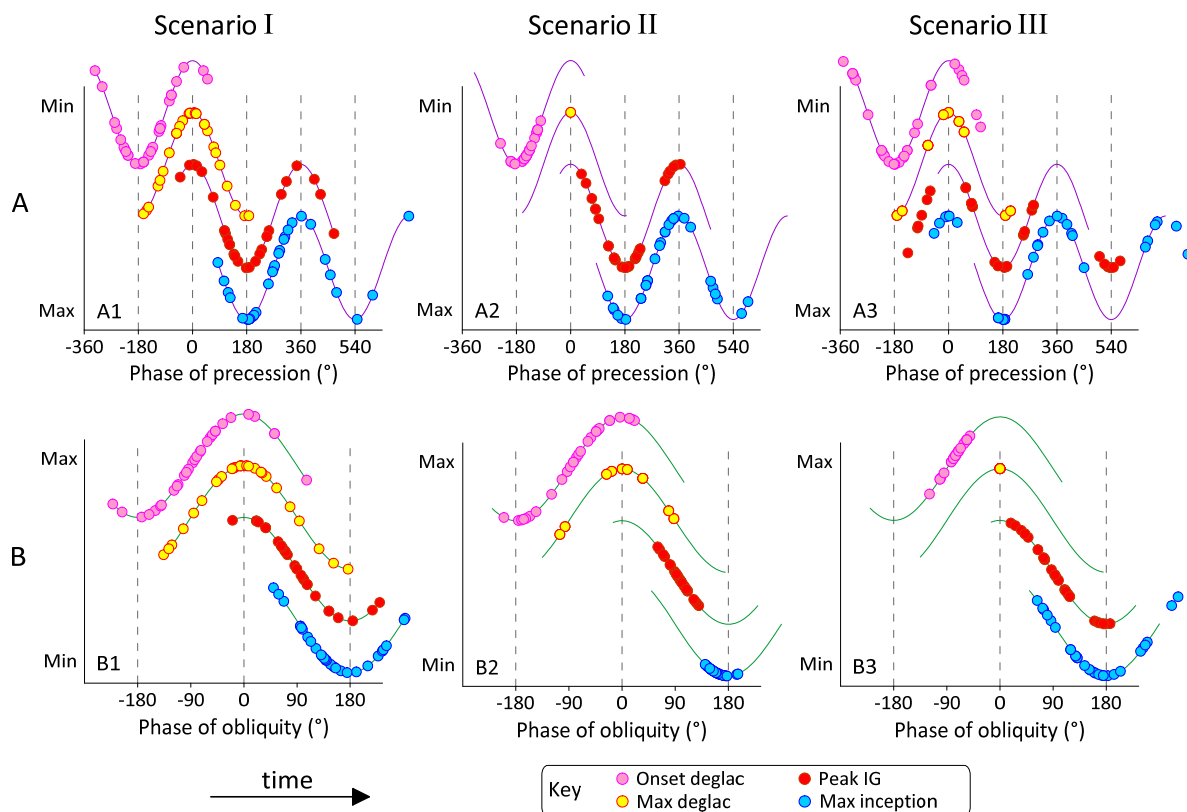 Scenario I
Scenario II
Scenario III
A
Min
Max
A1
-360 -180 0 180 360 540
Phase of precession (°)
A2
-360 -180 0 180 360 540
Phase of precession (°)
Min
Max
A3
-360 -180 0 180 360 540
Phase of precession (°)
B
Max
Min
B1
-180 -90 0 90 180
Phase of obliquity (°)
Max
Min
B2
-180 -90 0 90 180
Phase of obliquity (°)
Max
Min
B3
-180 -90 0 90 180
Phase of obliquity (°)
time
Key
Onset deglac
Peak IG
Max deglac
Max inception